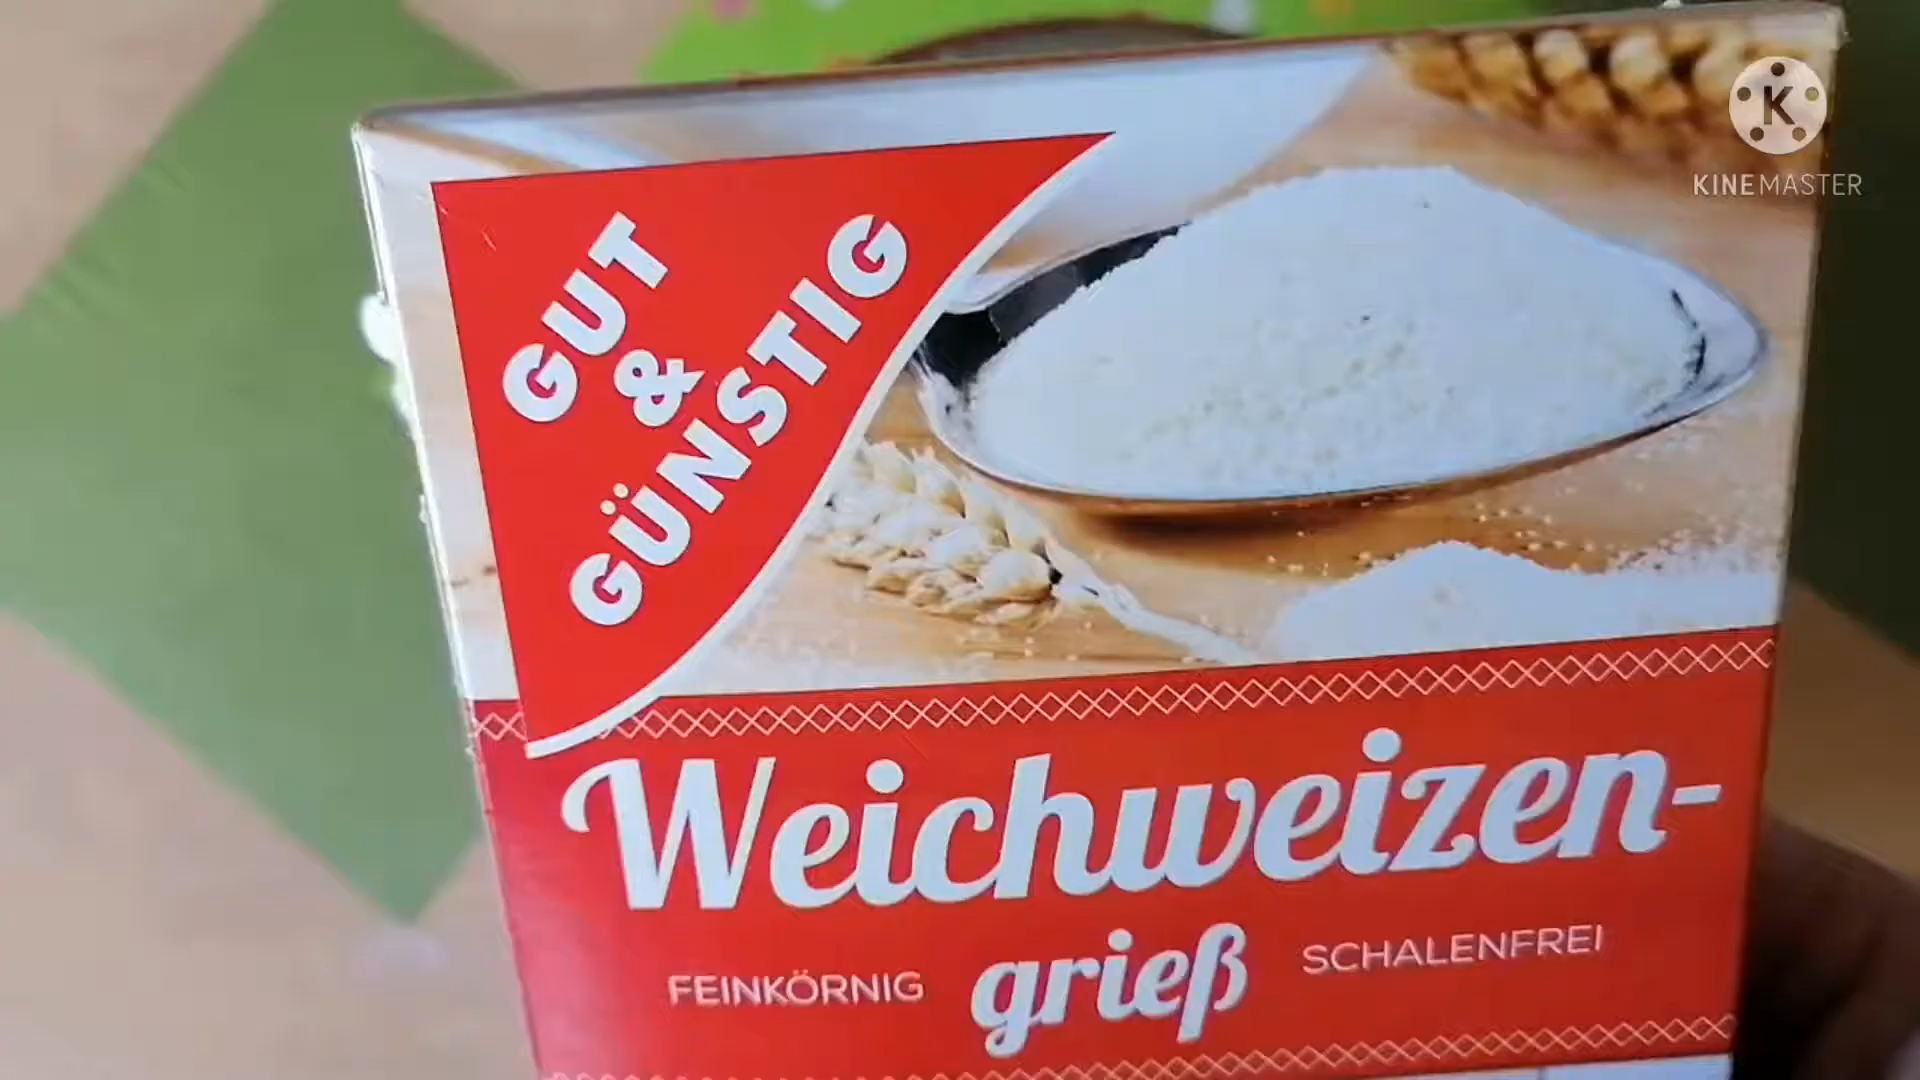 K
KINEMASTER
GUT
&
GÜNSTIG
Weichweizen-
FEINKÖRNIG grieß SCHALENFREI